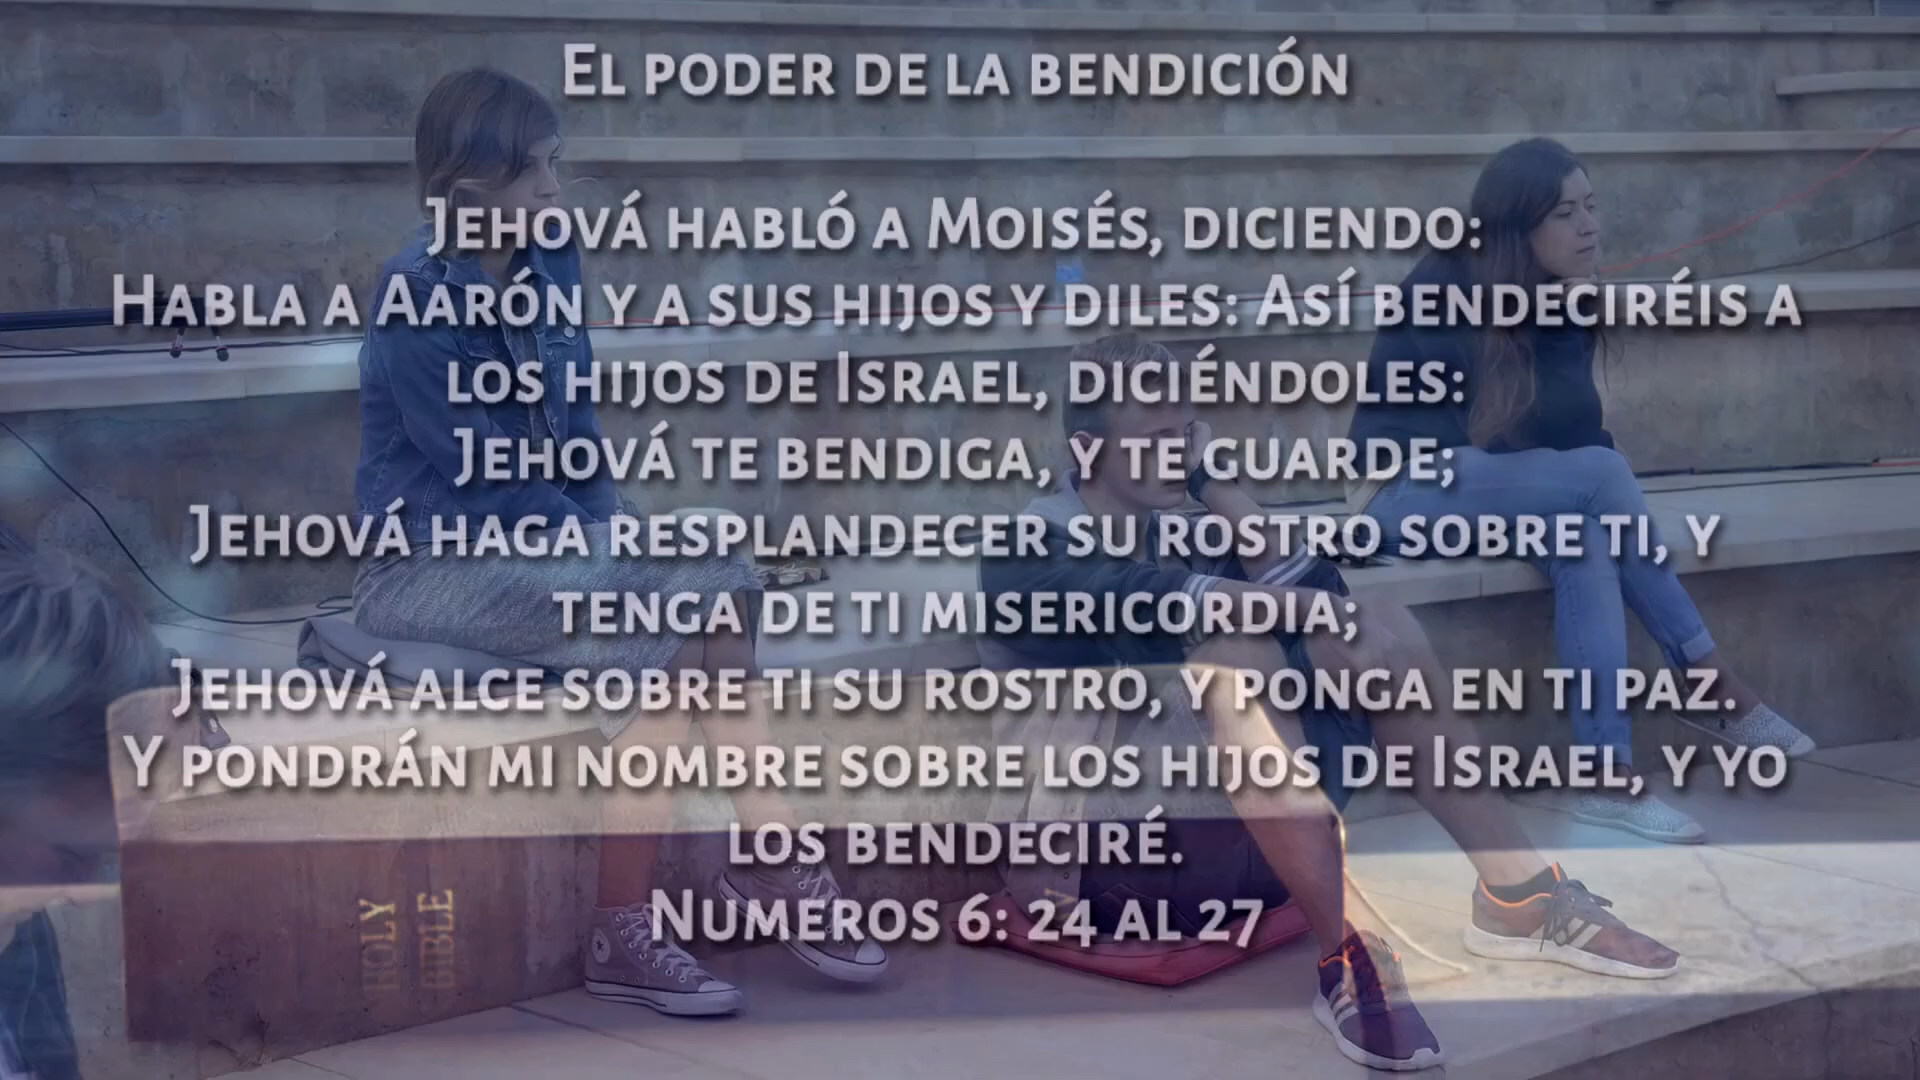 El poder de la bendición
Jehová habló a Moisés, diciendo:
Habla a Aarón y a sus hijos y diles: Así bendeciréis a
los hijos de Israel, diciéndoles:
Jehová te bendiga, y te guarde;
Jehová haga resplandecer su rostro sobre ti, y
tenga de ti misericordia;
Jehová alce sobre ti su rostro, y ponga en ti paz.
Y pondrán mi nombre sobre los hijos de Israel, y yo
los bendeciré.
Numeros 6: 24 al 27
HOLY
BIBLE